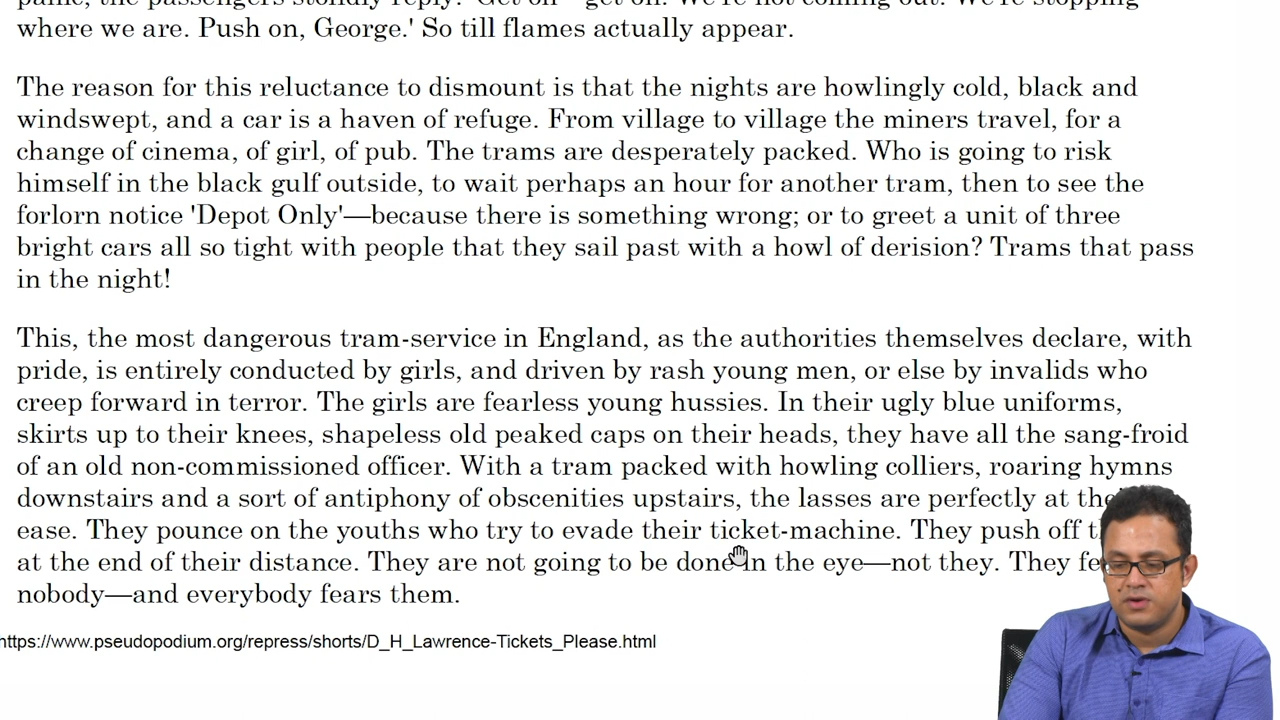 where we are. Push on, George.' So till flames actually appear.
The reason for this reluctance to dismount is that the nights are howlingly cold, black and
windswept, and a car is a haven of refuge. From village to village the miners travel, for a
change of cinema, of girl, of pub. The trams are desperately packed. Who is going to risk
himself in the black gulf outside, to wait perhaps an hour for another tram, then to see the
forlorn notice 'Depot Only'—because there is something wrong; or to greet a unit of three
bright cars all so tight with people that they sail past with a howl of derision? Trams that pass
in the night!
This, the most dangerous tram-service in England, as the authorities themselves declare, with
pride, is entirely conducted by girls, and driven by rash young men, or else by invalids who
creep forward in terror. The girls are fearless young hussies. In their ugly blue uniforms,
skirts up to their knees, shapeless old peaked caps on their heads, they have all the sang-froid
of an old non-commissioned officer. With a tram packed with howling colliers, roaring hymns
downstairs and a sort of antiphony of obscenities upstairs, the lasses are perfectly at
ease. They pounce on the youths who try to evade their ticket-machine. They push off
at the end of their distance. They are not going to be done in the eye—not they. They
nobody—and everybody fears them.
https://www.pseudopodium.org/repress/shorts/D_H_Lawrence-Tickets_Please.html